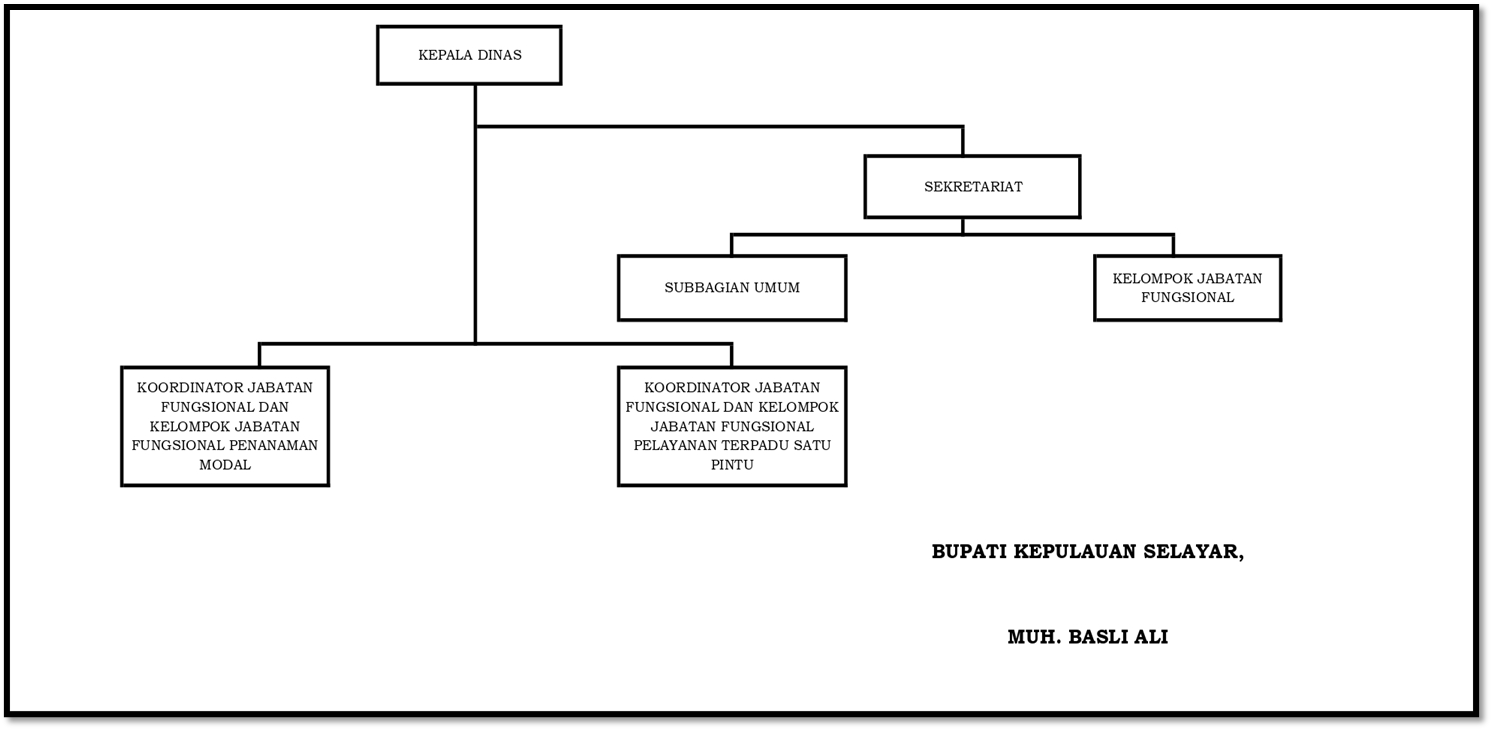 KEPALA DINAS
SEKRETARIAT
SUBBAGIAN UMUM
KELOMPOK JABATAN
FUNGSIONAL
KOORDINATOR JABATAN
FUNGSIONAL DAN
KELOMPOK JABATAN
FUNGSIONAL PENANAMAN
MODAL
KOORDINATOR JABATAN
FUNGSIONAL DAN KELOMPOK
JABATAN FUNGSIONAL
PELAYANAN TERPADU SATU
PINTU
BUPATI KEPULAUAN SELAYAR,
MUH. BASLI ALI